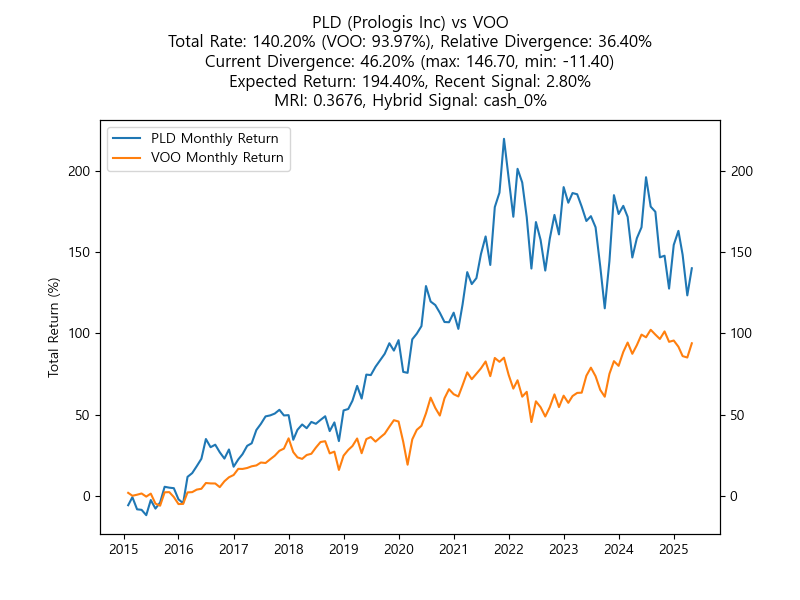 PLD (Prologis Inc) vs VOO
Total Rate: 140.20% (VOO: 93.97%), Relative Divergence: 36.40%
Current Divergence: 46.20% (max: 146.70, min: -11.40)
Expected Return: 194.40%, Recent Signal: 2.80%
MRI: 0.3676, Hybrid Signal: cash_0%
PLD Monthly Return
VOO Monthly Return
Total Return (%)
200
150
100
50
0
200
150
100
50
0
2015 2016 2017 2018 2019 2020 2021 2022 2023 2024 2025